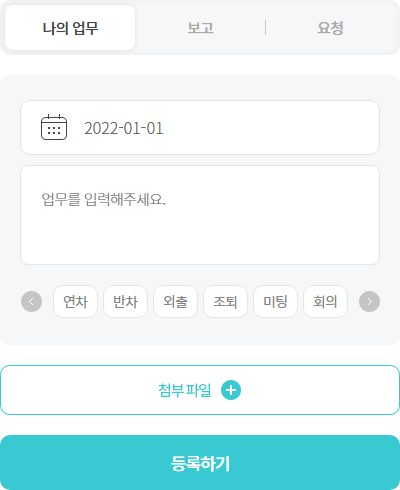 나의 업무 보고 요청
2022-01-01
업무를 입력해주세요.
연차 반차 외출 조퇴 미팅 회의
첨부파일
등록하기